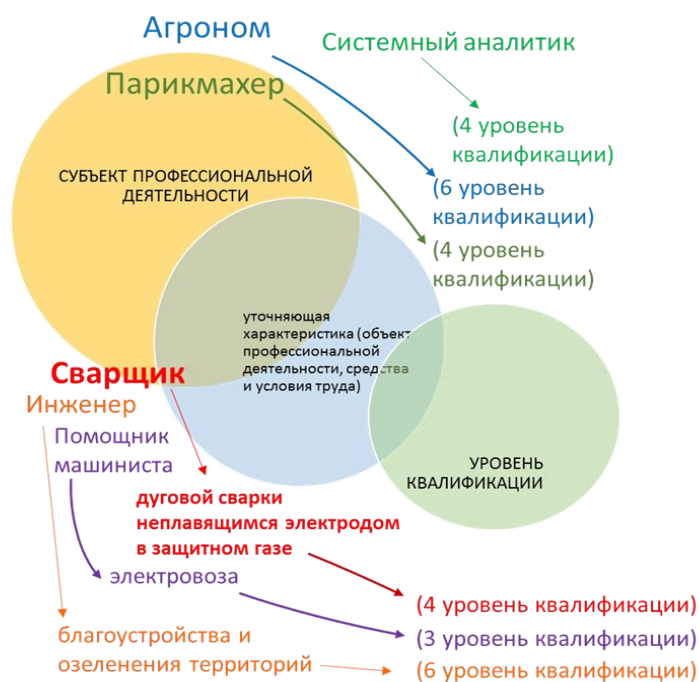 Агроном
Системный аналитик
Парикмахер
(4 уровень
квалификации)
СУБЪЕКТ ПРОФЕССИОНАЛЬНОЙ
ДЕЯТЕЛЬНОСТИ
(6 уровень
квалификации)
(4 уровень
квалификации)
уточняющая
характеристика (объект
профессиональной
деятельности, средства
и условия труда)
Сварщик
Инженер
Помощник
машиниста
УРОВЕНЬ
КВАЛИФИКАЦИИ
дуговой сварки
неплавящимся электродом
в защитном газе
электровоза
(4 уровень квалификации)
(3 уровень квалификации)
благоустройства и
озеленения территорий
(6 уровень квалификации)